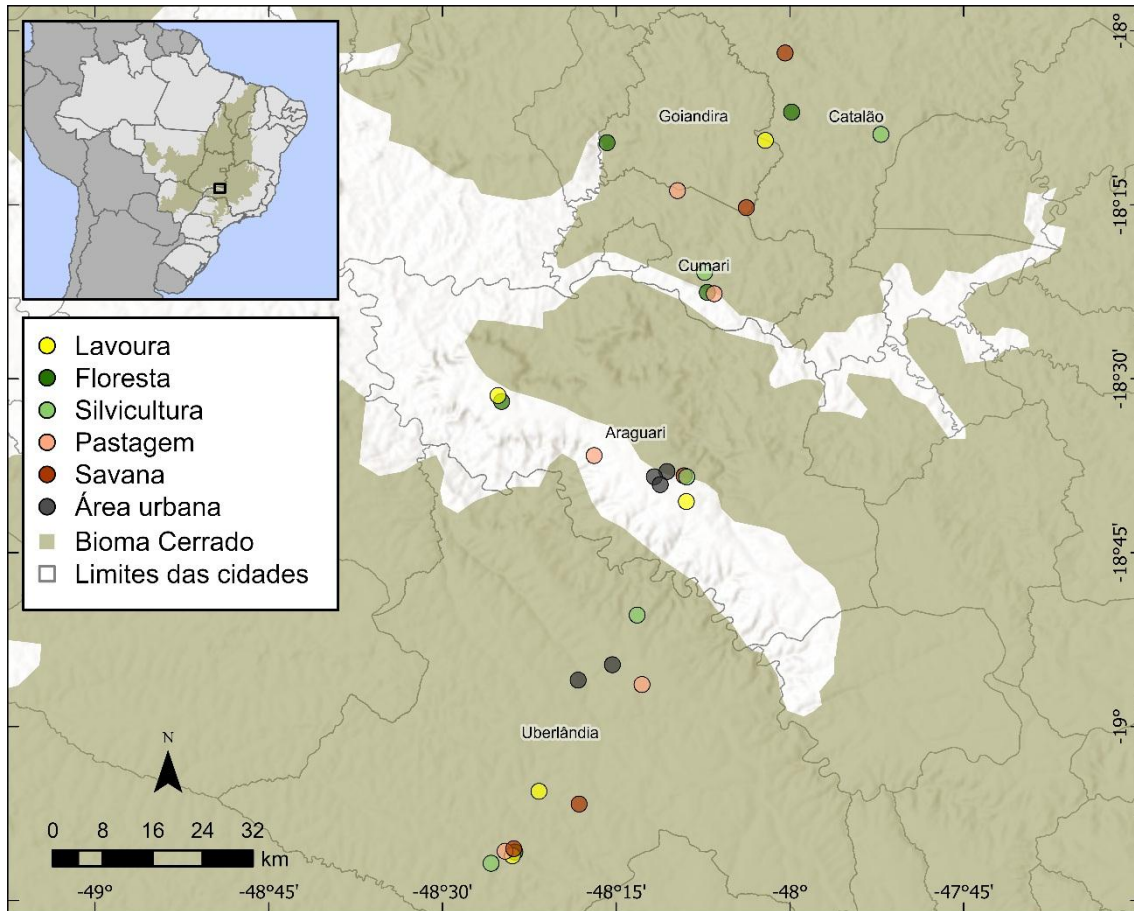 Lavoura
Floresta
Silvicultura
Pastagem
Savana
Área urbana
Bioma Cerrado
Limites das cidades
Goiandira
Catalão
Cumari
Araguari
Uberlândia
N
0 8 16 24 32
km
-18°
-18°15'
-18°30'
-18°45'
-19°
-49° -48°45' -48°30' -48°15' -48° -47°45'